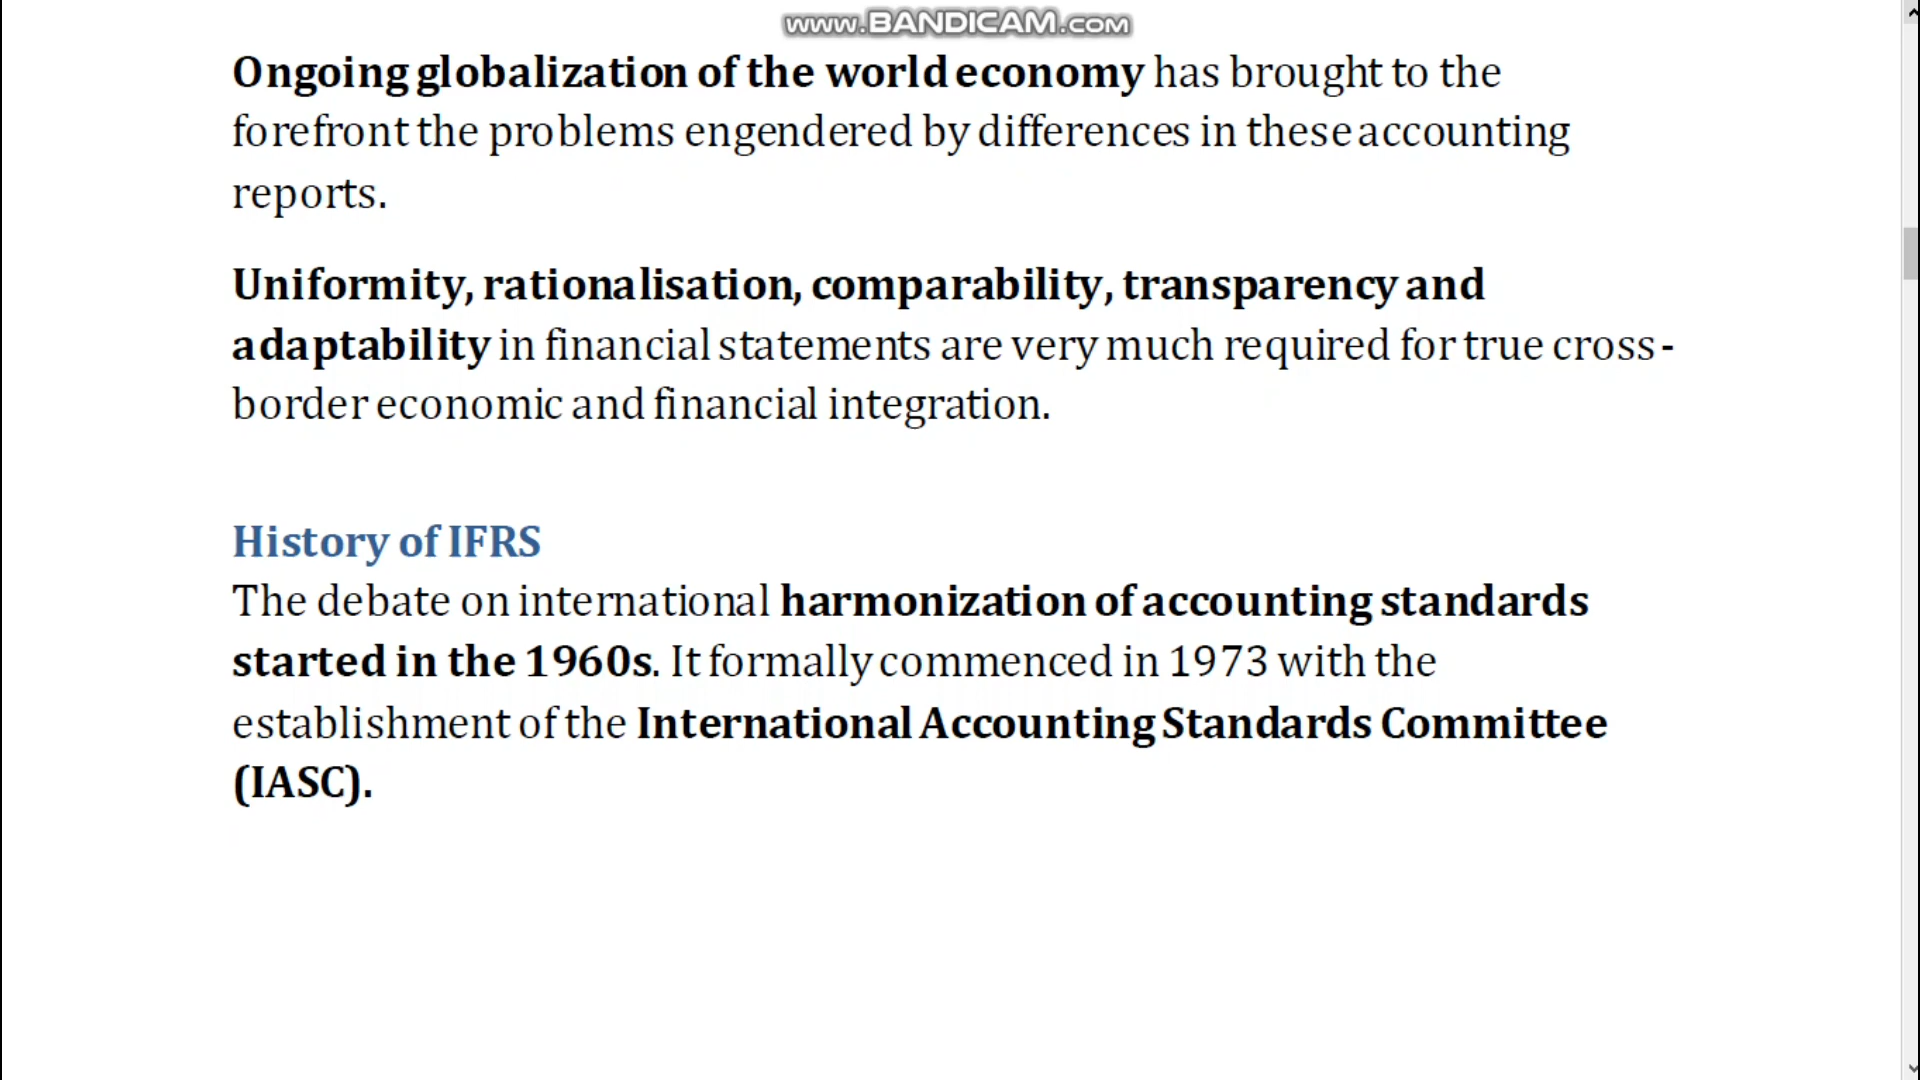 www.BANDICAM.com
Ongoing globalization of the world economy has brought to the
forefront the problems engendered by differences in these accounting
reports.
Uniformity, rationalisation, comparability, transparency and
adaptability in financial statements are very much required for true cross-
border economic and financial integration.
History of IFRS
The debate on international harmonization of accounting standards
started in the 1960s. It formally commenced in 1973 with the
establishment of the International Accounting Standards Committee
(IASC).